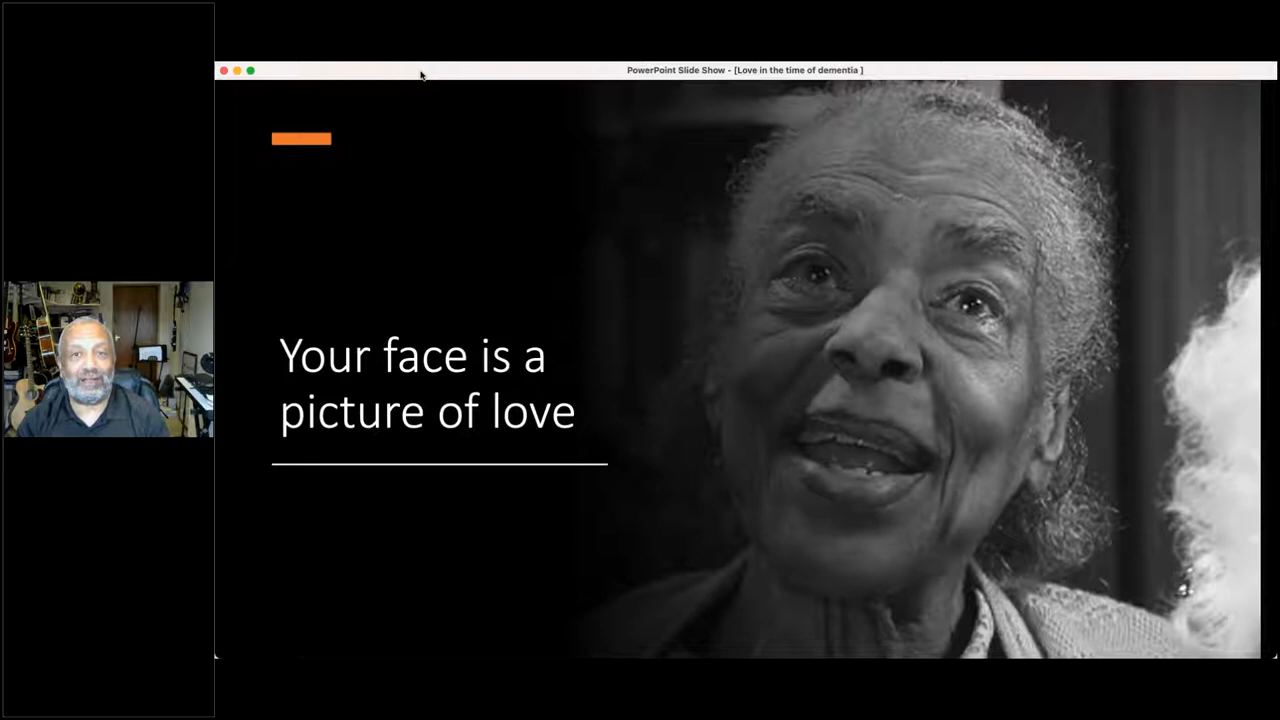 PowerPoint Slide Show - [Love in the time of dementia ]
Your face is a
picture of love